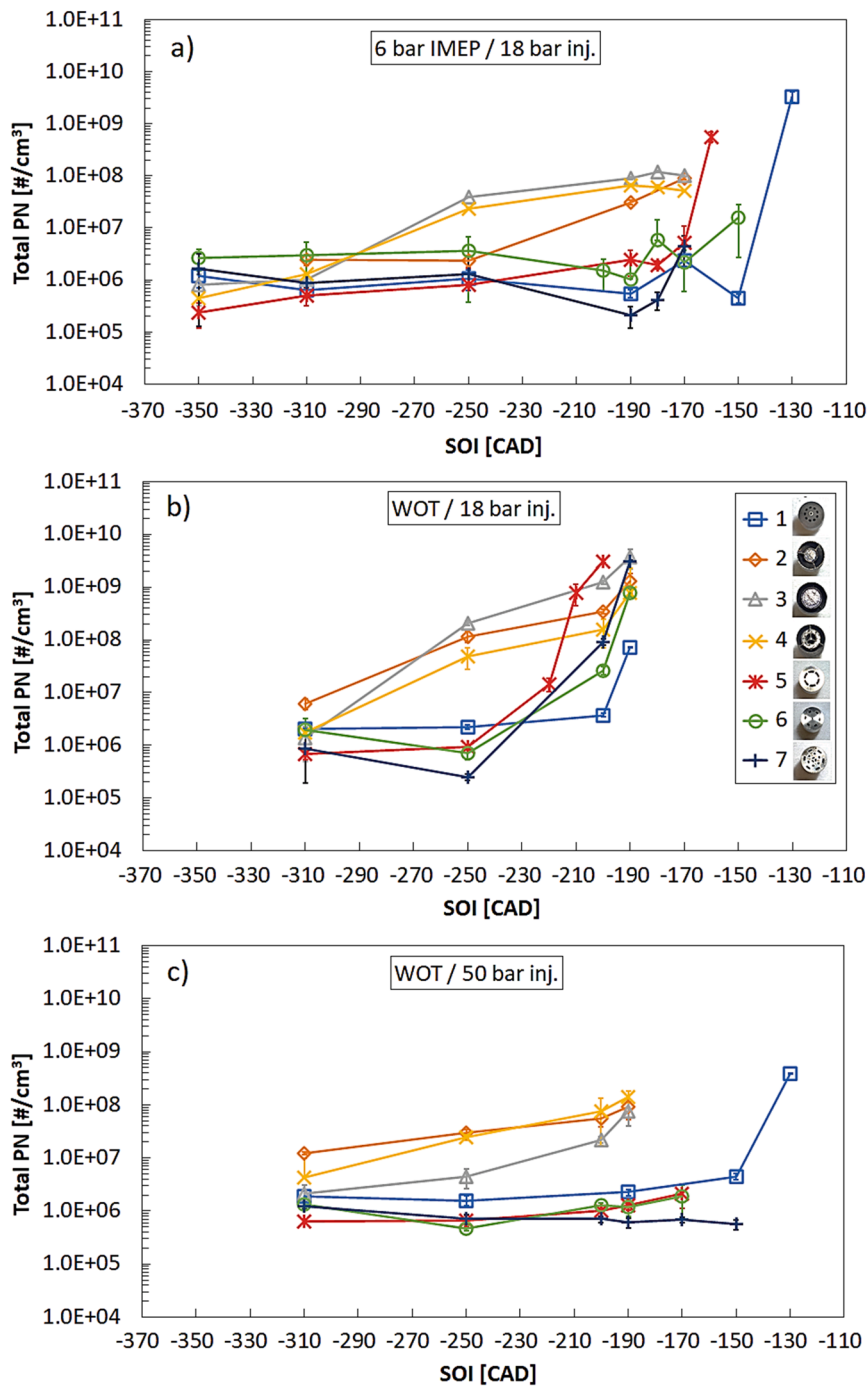 a)
6 bar IMEP / 18 bar inj.
Total PN [#/cm³]
1.0E+11
1.0E+10
1.0E+09
1.0E+08
1.0E+07
1.0E+06
1.0E+05
1.0E+04
-370 -350 -330 -310 -290 -270 -250 -230 -210 -190 -170 -150 -130 -110
SOI [CAD]
b)
WOT / 18 bar inj.
Total PN [#/cm³]
1.0E+11
1.0E+10
1.0E+09
1.0E+08
1.0E+07
1.0E+06
1.0E+05
1.0E+04
1
2
3
4
5
6
7
-370 -350 -330 -310 -290 -270 -250 -230 -210 -190 -170 -150 -130 -110
SOI [CAD]
c)
WOT / 50 bar inj.
Total PN [#/cm³]
1.0E+11
1.0E+10
1.0E+09
1.0E+08
1.0E+07
1.0E+06
1.0E+05
1.0E+04
-370 -350 -330 -310 -290 -270 -250 -230 -210 -190 -170 -150 -130 -110
SOI [CAD]